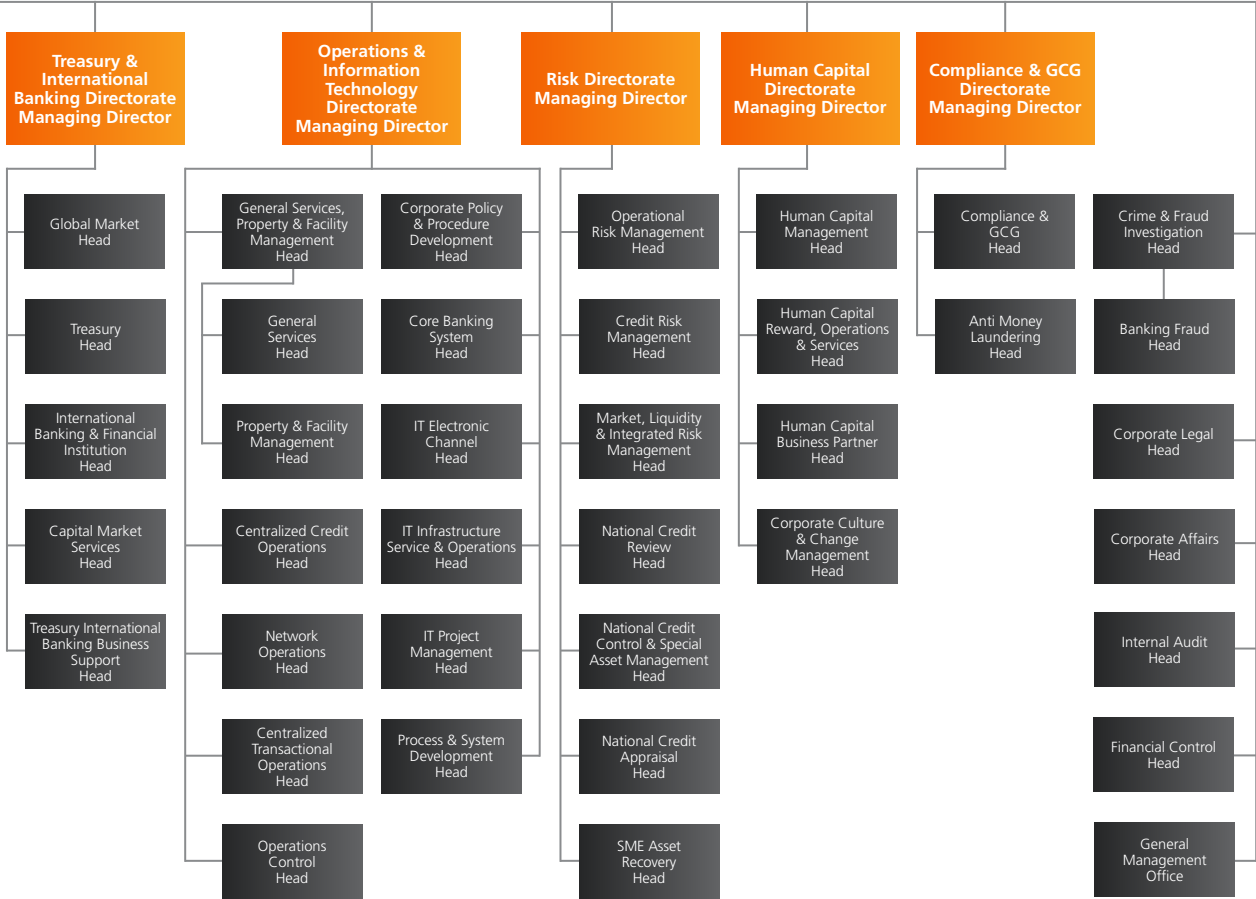 Treasury &
International
Banking Directorate
Managing Director
Operations &
Information
Technology
Directorate
Managing Director
Risk Directorate
Managing Director
Human Capital
Directorate
Managing Director
Compliance & GCG
Directorate
Managing Director
Global Market
Head
Treasury
Head
International
Banking & Financial
Institution
Head
Capital Market
Services
Head
Treasury International
Banking Business
Support
Head
General Services,
Property & Facility
Management
Head
General
Services
Head
Property & Facility
Management
Head
Centralized Credit
Operations
Head
Network
Operations
Head
Centralized
Transactional
Operations
Head
Operations
Control
Head
Corporate Policy
& Procedure
Development
Head
Core Banking
System
Head
IT Electronic
Channel
Head
IT Infrastructure
Service & Operations
Head
IT Project
Management
Head
Process & System
Development
Head
Operational
Risk Management
Head
Credit Risk
Management
Head
Market, Liquidity
& Integrated Risk
Management
Head
National Credit
Review
Head
National Credit
Control & Special
Asset Management
Head
National Credit
Appraisal
Head
SME Asset
Recovery
Head
Human Capital
Management
Head
Human Capital
Reward, Operations
& Services
Head
Human Capital
Business Partner
Head
Corporate Culture
& Change
Management
Head
Compliance &
GCG
Head
Anti Money
Laundering
Head
Crime & Fraud
Investigation
Head
Banking Fraud
Head
Corporate Legal
Head
Corporate Affairs
Head
Internal Audit
Head
Financial Control
Head
General
Management
Office